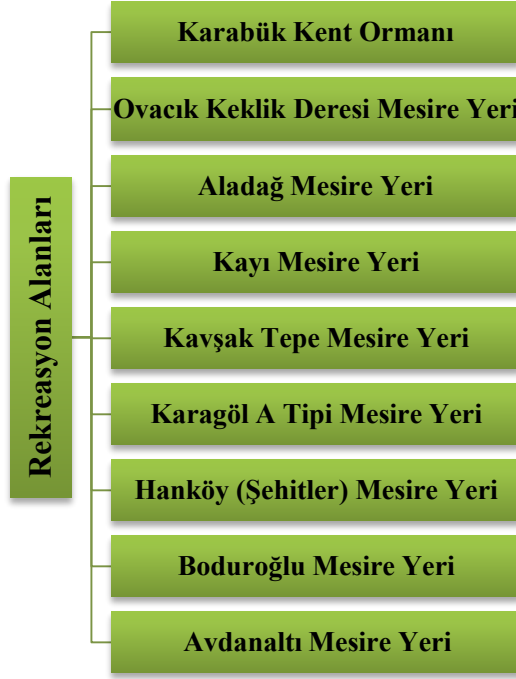 Rekreasyon Alanları
Karabük Kent Ormanı
Ovacık Keklik Deresi Mesire Yeri
Aladağ Mesire Yeri
Kayı Mesire Yeri
Kavşak Tepe Mesire Yeri
Karagöl A Tipi Mesire Yeri
Hanköy (Şehitler) Mesire Yeri
Boduroğlu Mesire Yeri
Avdanaltı Mesire Yeri